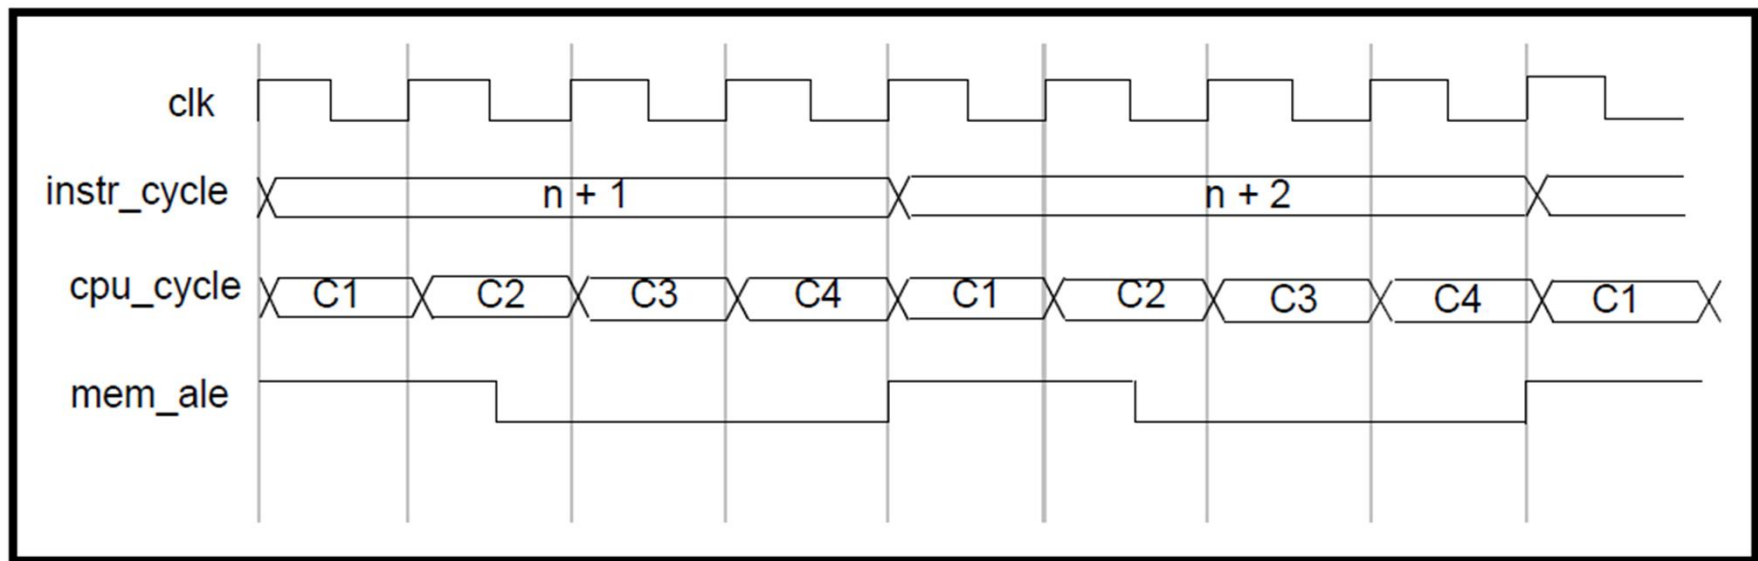 clk
instr_cycle n + 1 n + 2
cpu_cycle C1 C2 C3 C4 C1 C2 C3 C4 C1
mem_ale